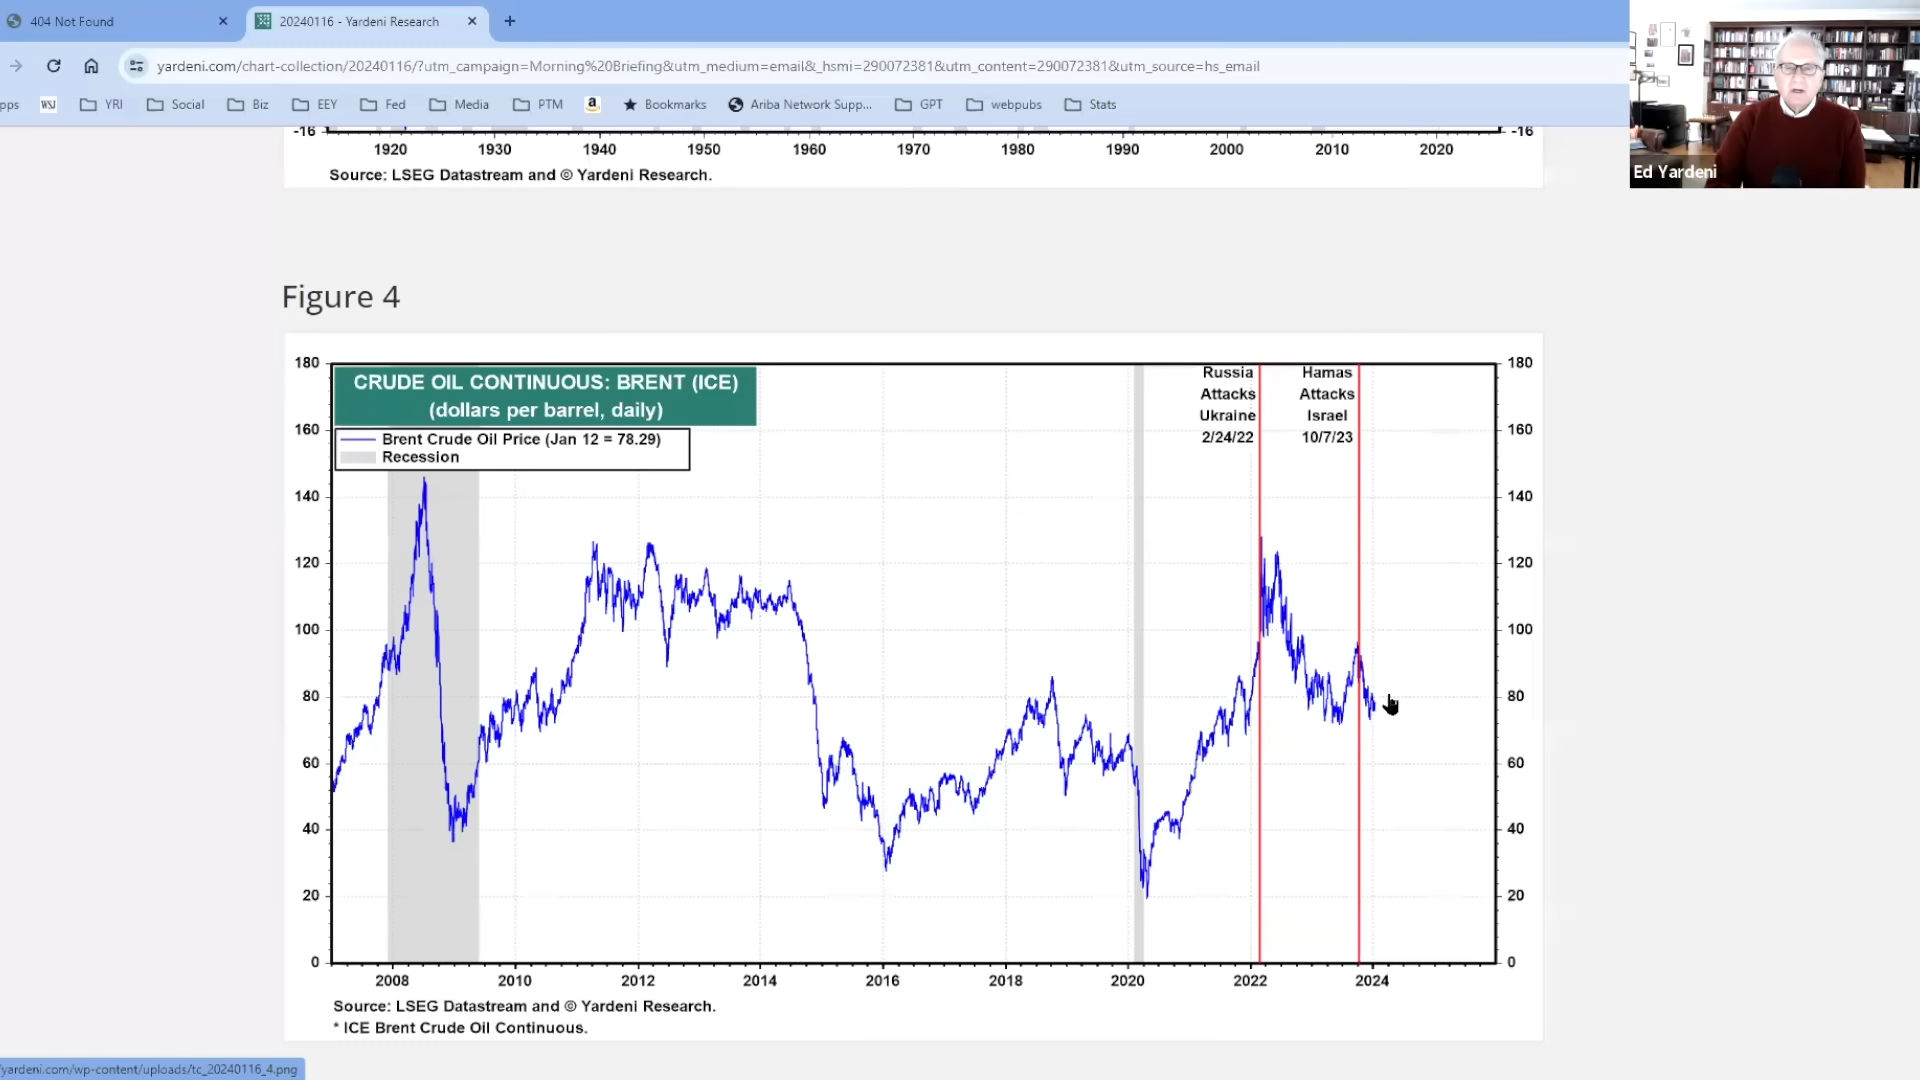 404 Not Found
20240116 - Yardeni Research
yardeni.com/chart-collection/20240116/?utm_campaign=Morning%20Briefing&utm_medium=email&_hsmi=290072381&utm_content=290072381&utm_source=hs_email
pps WSJ YRI Social Biz EEY Fed Media PTM a Bookmarks Ariba Network Supp... GPT webpubs Stats
Ed Yardeni
-16 -16
1920 1930 1940 1950 1960 1970 1980 1990 2000 2010 2020
Source: LSEG Datastream and © Yardeni Research.
Figure 4
CRUDE OIL CONTINUOUS: BRENT (ICE)
(dollars per barrel, daily)
Brent Crude Oil Price (Jan 12 = 78.29)
Recession
Russia
Attacks
Ukraine
2/24/22
Hamas
Attacks
Israel
10/7/23
180 180
160 160
140 140
120 120
100 100
80 80
60 60
40 40
20 20
0 0
2008 2010 2012 2014 2016 2018 2020 2022 2024
Source: LSEG Datastream and © Yardeni Research.
* ICE Brent Crude Oil Continuous.
yardeni.com/wp-content/uploads/tc_20240116_4.png